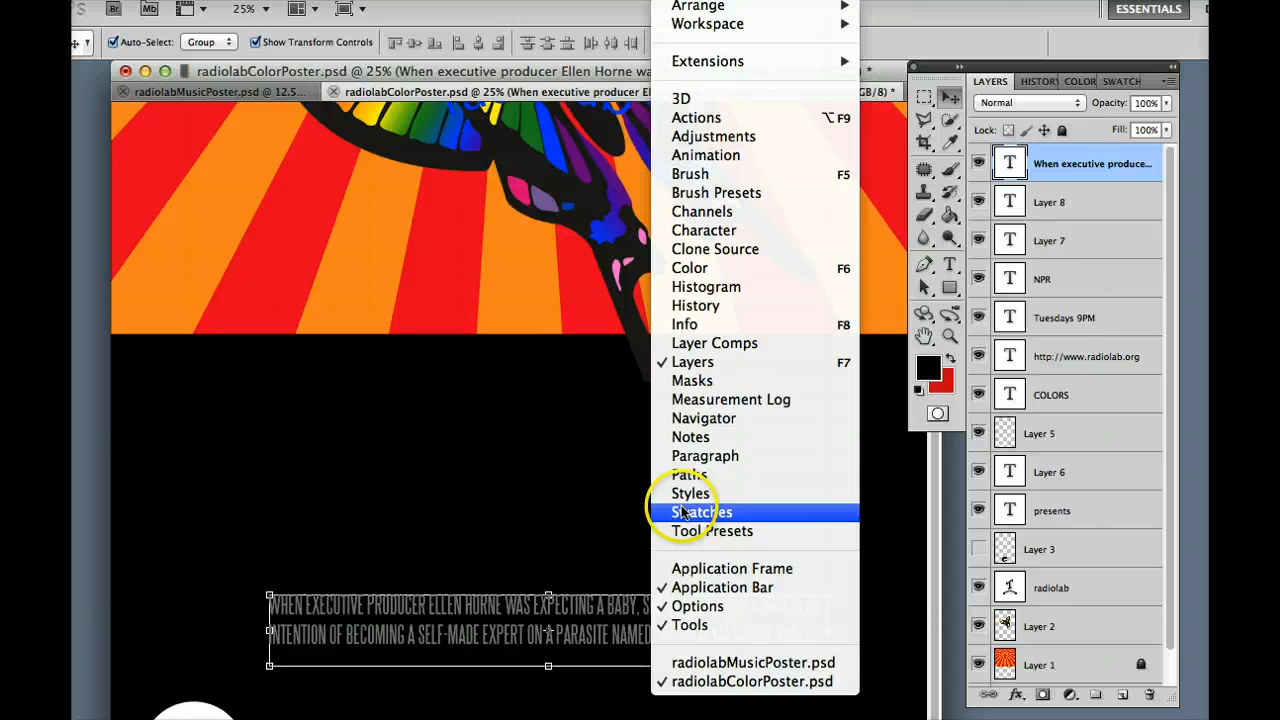 Br Mb 25% ESSENTIALS
Auto-Select: Group Show Transform Controls
radiolabColorPoster.psd @ 25% (When executive producer Ellen Horne wa
radiolabMusicPoster.psd @ 12.5...
radiolabColorPoster.psd @ 25% (When executive producer E
GB/8) *
Arrange
Workspace
Extensions
3D
Actions ⌥F9
Adjustments
Animation
Brush F5
Brush Presets
Channels
Character
Clone Source
Color F6
Histogram
History
Info F8
Layer Comps
✓ Layers F7
Masks
Measurement Log
Navigator
Notes
Paragraph
Paths
Styles
Swatches
Tool Presets
Application Frame
✓ Application Bar
✓ Options
✓ Tools
radiolabMusicPoster.psd
✓ radiolabColorPoster.psd
WHEN EXECUTIVE PRODUCER ELLEN HORNE WAS EXPECTING A BABY, S
INTENTION OF BECOMING A SELF-MADE EXPERT ON A PARASITE NAMED
LAYERS HISTOR COLOR SWATCH
Normal Opacity: 100%
Lock: Fill: 100%
When executive produce...
Layer 8
Layer 7
NPR
Tuesdays 9PM
http://www.radiolab.org
COLORS
Layer 5
Layer 6
presents
Layer 3
radiolab
Layer 2
Layer 1